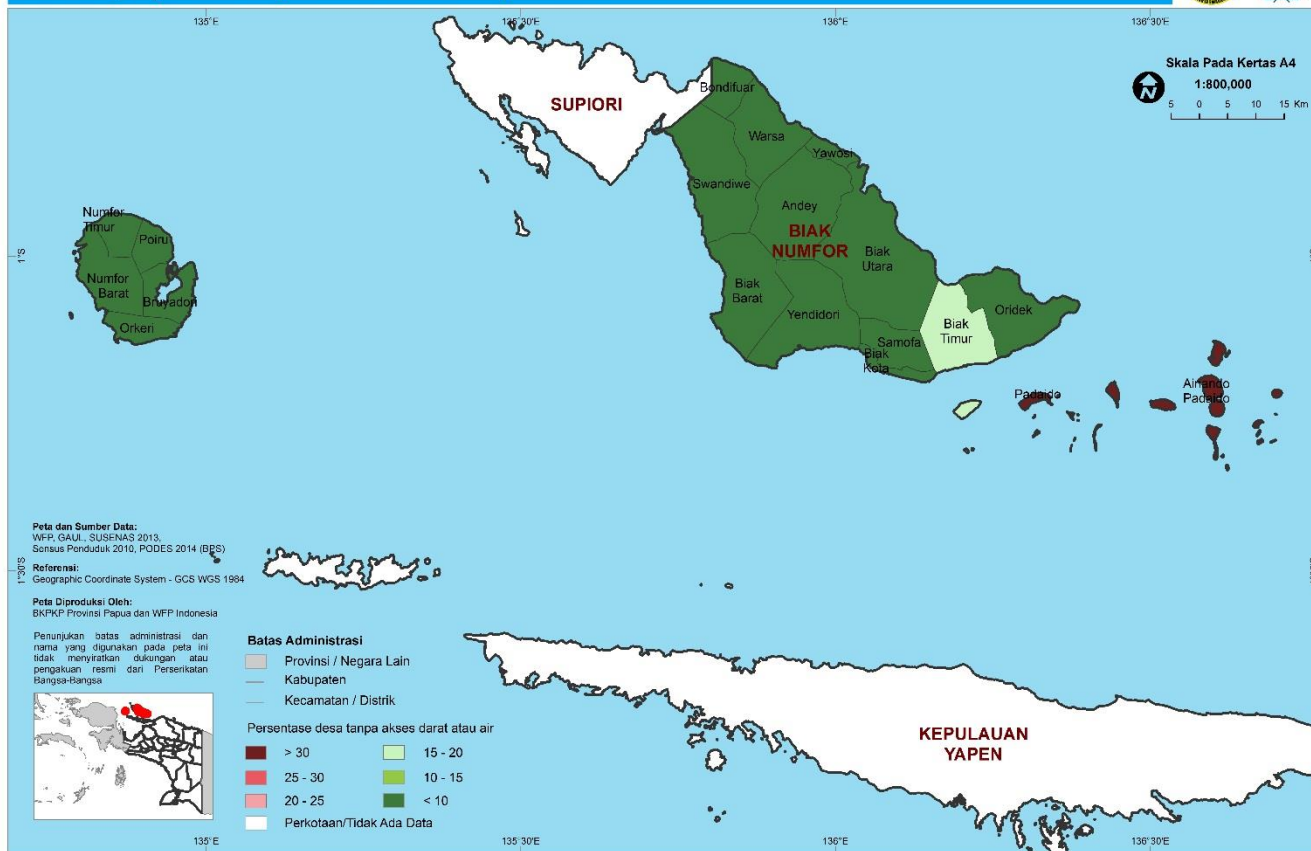 135°E
135°30'E
136°E
136°30'E
Skala Pada Kertas A4
1:800,000
5 0 5 10 15 Km
N
SUPIORI
Bondifuar
Warsa
Yawosi
Swandiwe
Andey
BIAK
NUMFOR
Numfor
Timur
Poiru
Numfor
Barat
Bruyadori
Orkeri
1°S
Biak
Utara
Biak
Barat
Yendidori
Oridek
Biak
Timur
Samofa
Biak
Kota
Padaido
Aimando
Padaido
Peta dan Sumber Data:
WFP, GAUL, SUSENAS 2013,
Sensus Penduduk 2010, PODES 2014 (BPS)
1°30'S
Referensi:
Geographic Coordinate System - GCS WGS 1984
Peta Diproduksi Oleh:
BKPKP Provinsi Papua dan WFP Indonesia
Penunjukan batas administrasi dan
nama yang digunakan pada peta ini
tidak menyiratkan dukungan atau
pengakuan resmi dari Perserikatan
Bangsa-Bangsa
Batas Administrasi
Provinsi / Negara Lain
Kabupaten
Kecamatan / Distrik
Persentase desa tanpa akses darat atau air
> 30
15 - 20
25 - 30
10 - 15
20 - 25
< 10
Perkotaan/Tidak Ada Data
KEPULAUAN
YAPEN
135°E
135°30'E
136°E
136°30'E